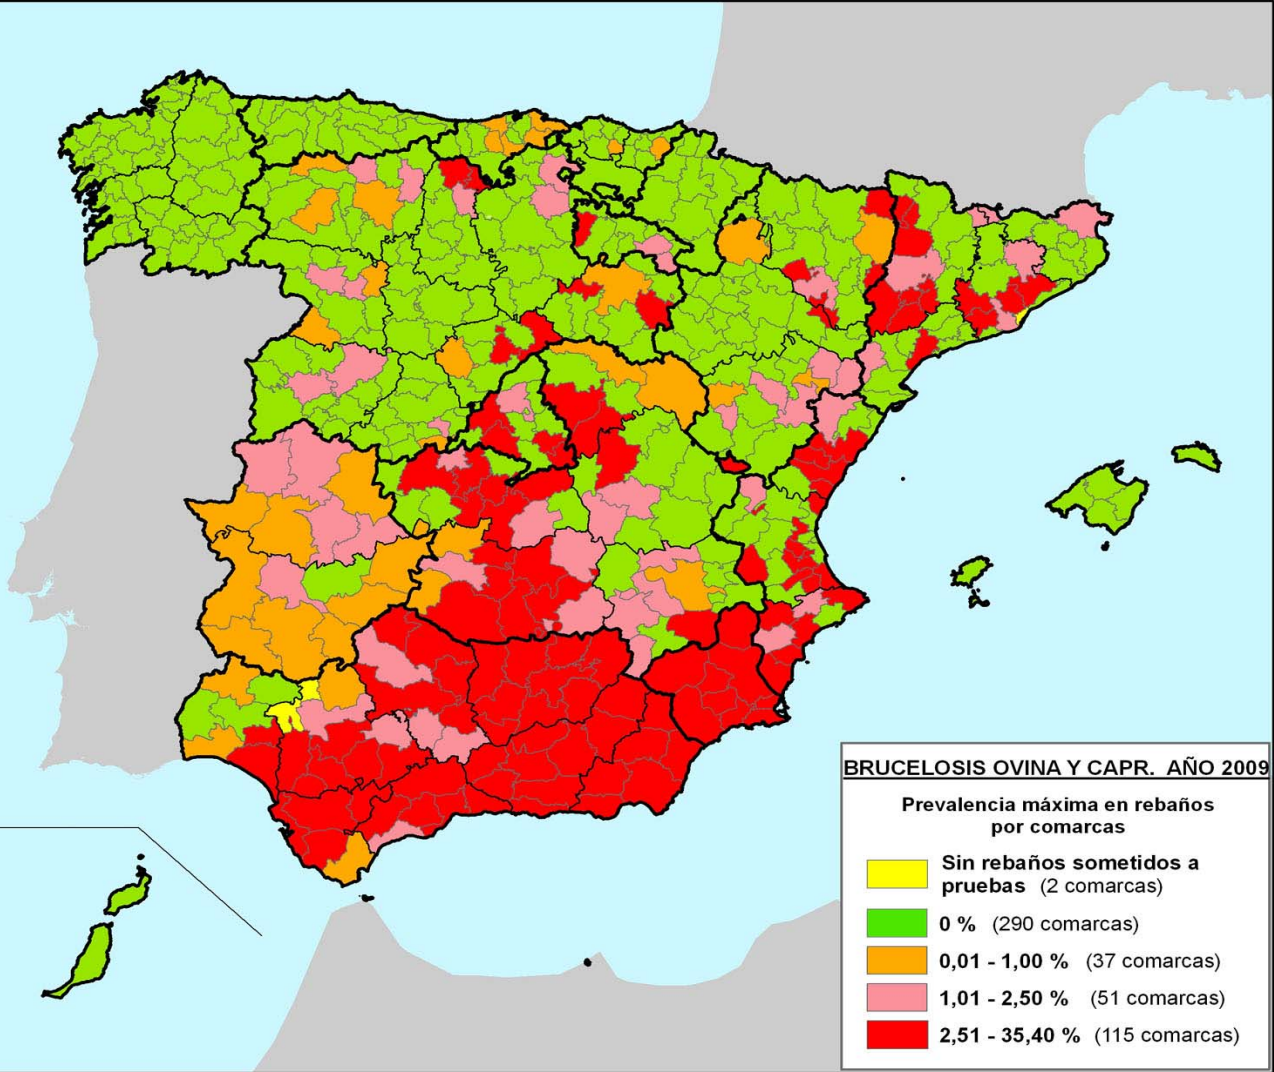 BRUCELOSIS OVINA Y CAPR. AÑO 2009
Prevalencia máxima en rebaños
por comarcas
Sin rebaños sometidos a
pruebas (2 comarcas)
0 % (290 comarcas)
0,01 - 1,00 % (37 comarcas)
1,01 - 2,50 % (51 comarcas)
2,51 - 35,40 % (115 comarcas)